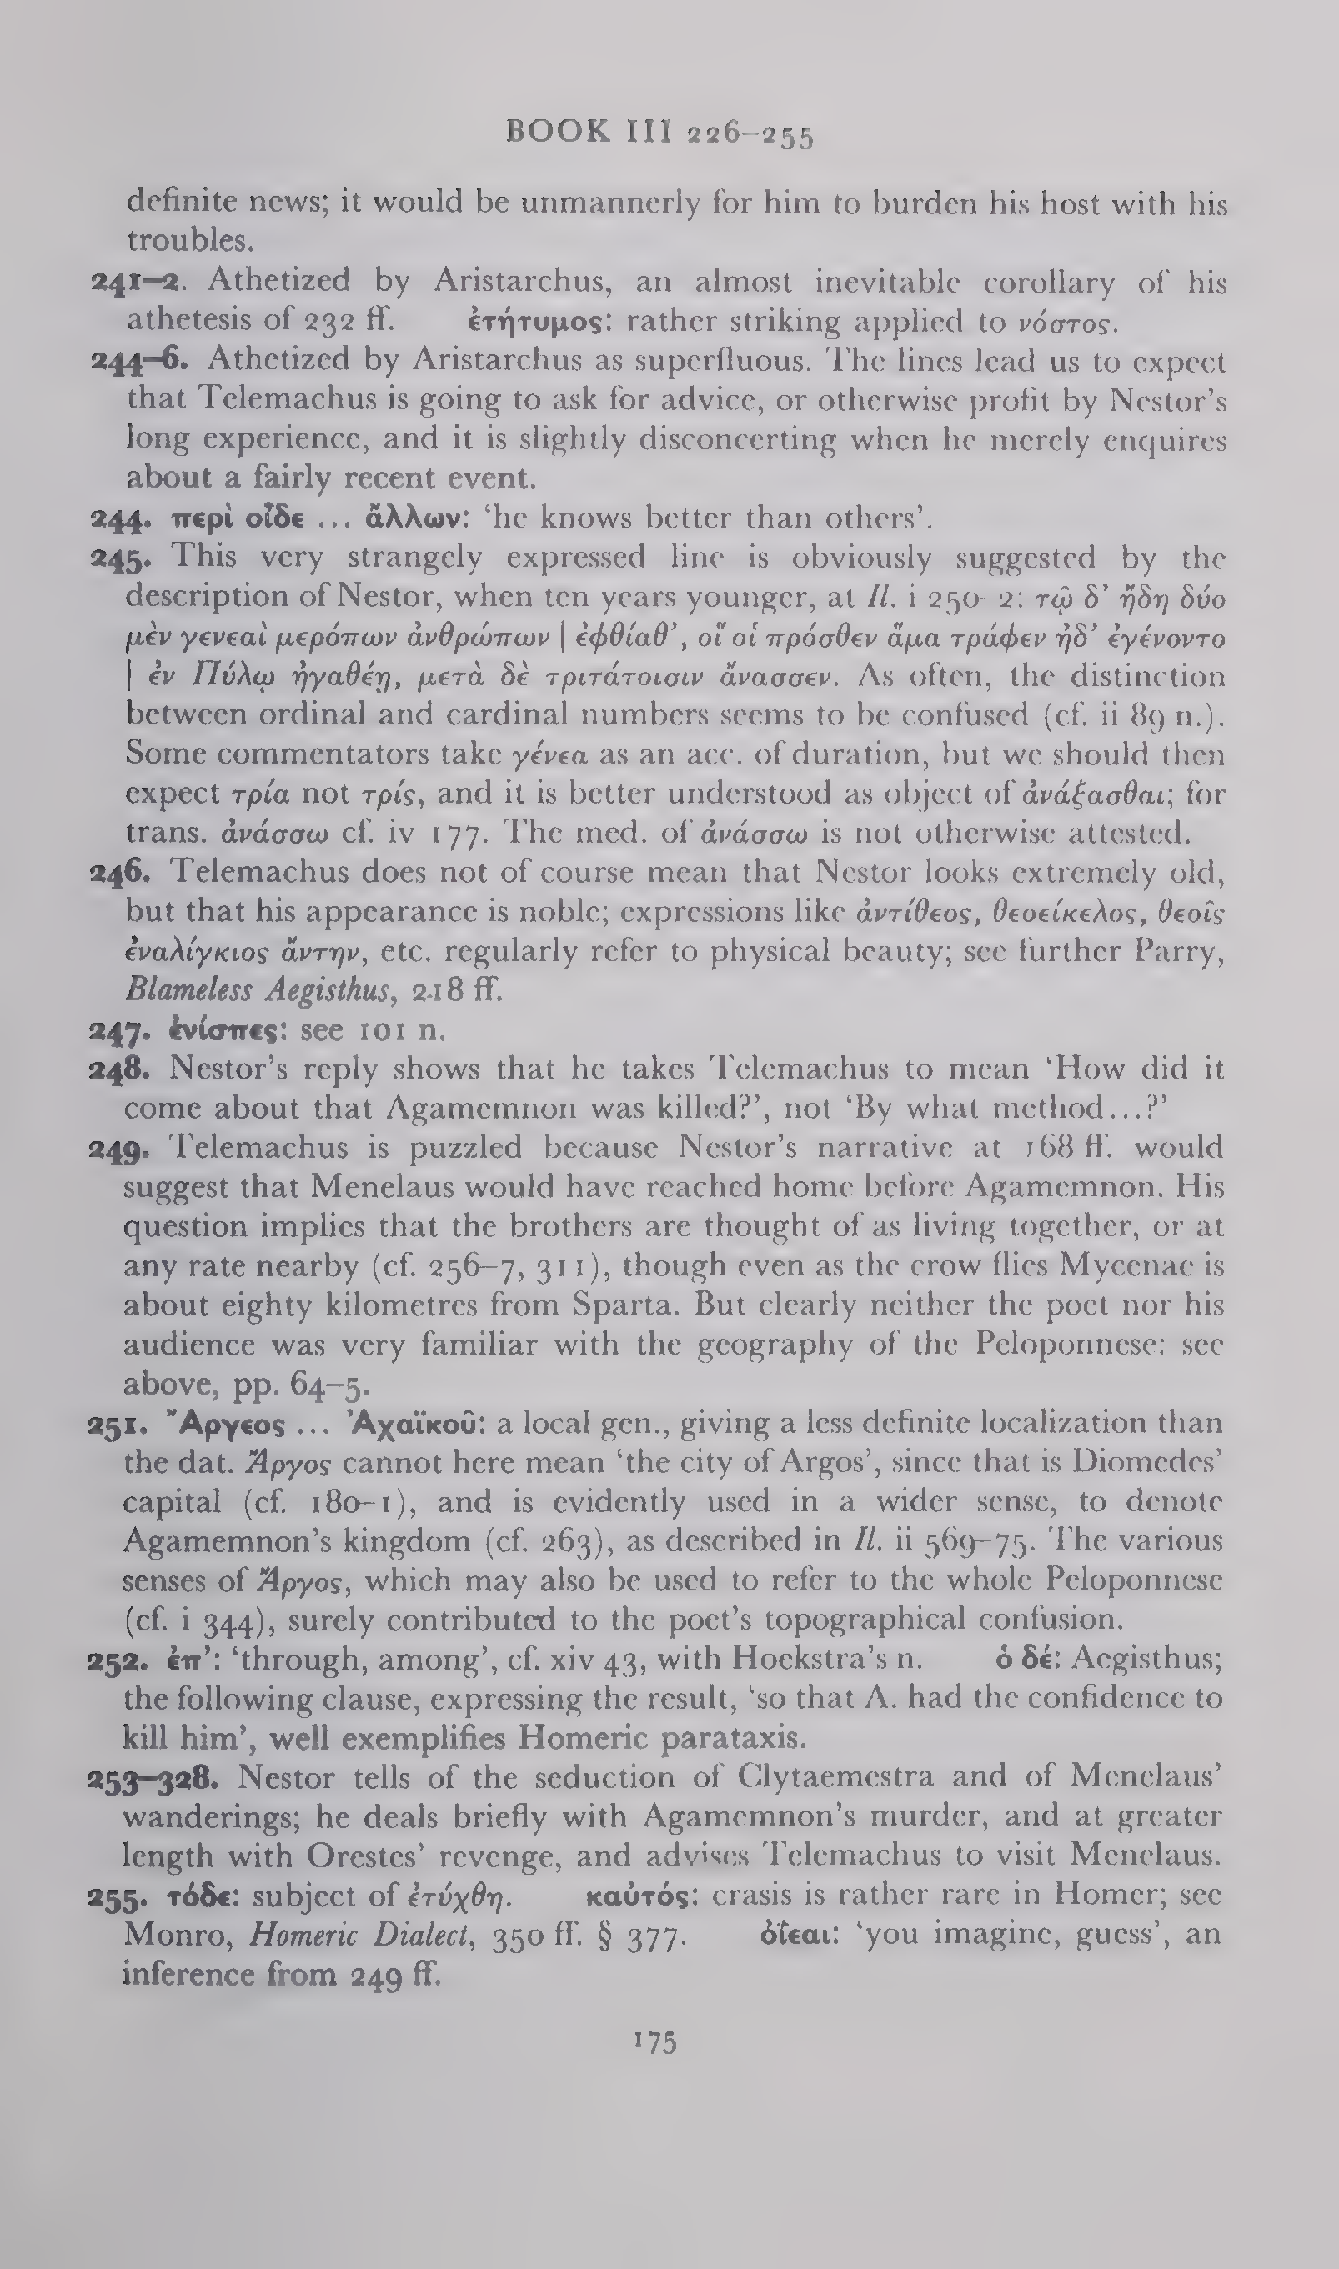 BOOK III 226–255
definite news; it would be unmannerly for him to burden his host with his
troubles.
241–2. Athetized by Aristarchus, an almost inevitable corollary of his
athetesis of 232 ff. ἐτήτυμος: rather striking applied to νόστος.
244–6. Athetized by Aristarchus as superfluous. The lines lead us to expect
that Telemachus is going to ask for advice, or otherwise profit by Nestor’s
long experience, and it is slightly disconcerting when he merely enquires
about a fairly recent event.
244. περὶ οἶδε ... ἄλλων: ‘he knows better than others’.
245. This very strangely expressed line is obviously suggested by the
description of Nestor, when ten years younger, at Il. i 250–2: τῷ δ’ ἤδη δύο
μὲν γενεαὶ μερόπων ἀνθρώπων | ἐφθίαθ’, οἵ οἱ πρόσθεν ἅμα τράφεν ἠδ’ ἐγένοντο
| ἐν Πύλῳ ἠγαθέῃ, μετὰ δὲ τριτάτοισιν ἄνασσεν. As often, the distinction
between ordinal and cardinal numbers seems to be confused (cf. ii 89 n.).
Some commentators take γένεα as an acc. of duration, but we should then
expect τρία not τρίς, and it is better understood as object of ἀνάξασθαι; for
trans. ἀνάσσω cf. iv 177. The med. of ἀνάσσω is not otherwise attested.
246. Telemachus does not of course mean that Nestor looks extremely old,
but that his appearance is noble; expressions like ἀντίθεος, θεοείκελος, θεοῖς
ἐναλίγκιος ἄντην, etc. regularly refer to physical beauty; see further Parry,
Blameless Aegisthus, 218 ff.
247. ἐνίσπες: see 101 n.
248. Nestor’s reply shows that he takes Telemachus to mean ‘How did it
come about that Agamemnon was killed?’, not ‘By what method...?’
249. Telemachus is puzzled because Nestor’s narrative at 168 ff. would
suggest that Menelaus would have reached home before Agamemnon. His
question implies that the brothers are thought of as living together, or at
any rate nearby (cf. 256–7, 311), though even as the crow flies Mycenae is
about eighty kilometres from Sparta. But clearly neither the poet nor his
audience was very familiar with the geography of the Peloponnese: see
above, pp. 64–5.
251. Ἄργεος ... Ἀχαϊκοῦ: a local gen., giving a less definite localization than
the dat. Ἄργος cannot here mean ‘the city of Argos’, since that is Diomedes’
capital (cf. 180–1), and is evidently used in a wider sense, to denote
Agamemnon’s kingdom (cf. 263), as described in Il. ii 569–75. The various
senses of Ἄργος, which may also be used to refer to the whole Peloponnese
(cf. i 344), surely contributed to the poet’s topographical confusion.
252. ἐπ’: ‘through, among’, cf. xiv 43, with Hoekstra’s n. ὁ δέ: Aegisthus;
the following clause, expressing the result, ‘so that A. had the confidence to
kill him’, well exemplifies Homeric parataxis.
253–328. Nestor tells of the seduction of Clytaemestra and of Menelaus’
wanderings; he deals briefly with Agamemnon’s murder, and at greater
length with Orestes’ revenge, and advises Telemachus to visit Menelaus.
255. τόδε: subject of ἐτύχθη. καὐτός: crasis is rather rare in Homer; see
Monro, Homeric Dialect, 350 ff. § 377. ὀΐεαι: ‘you imagine, guess’, an
inference from 249 ff.
175